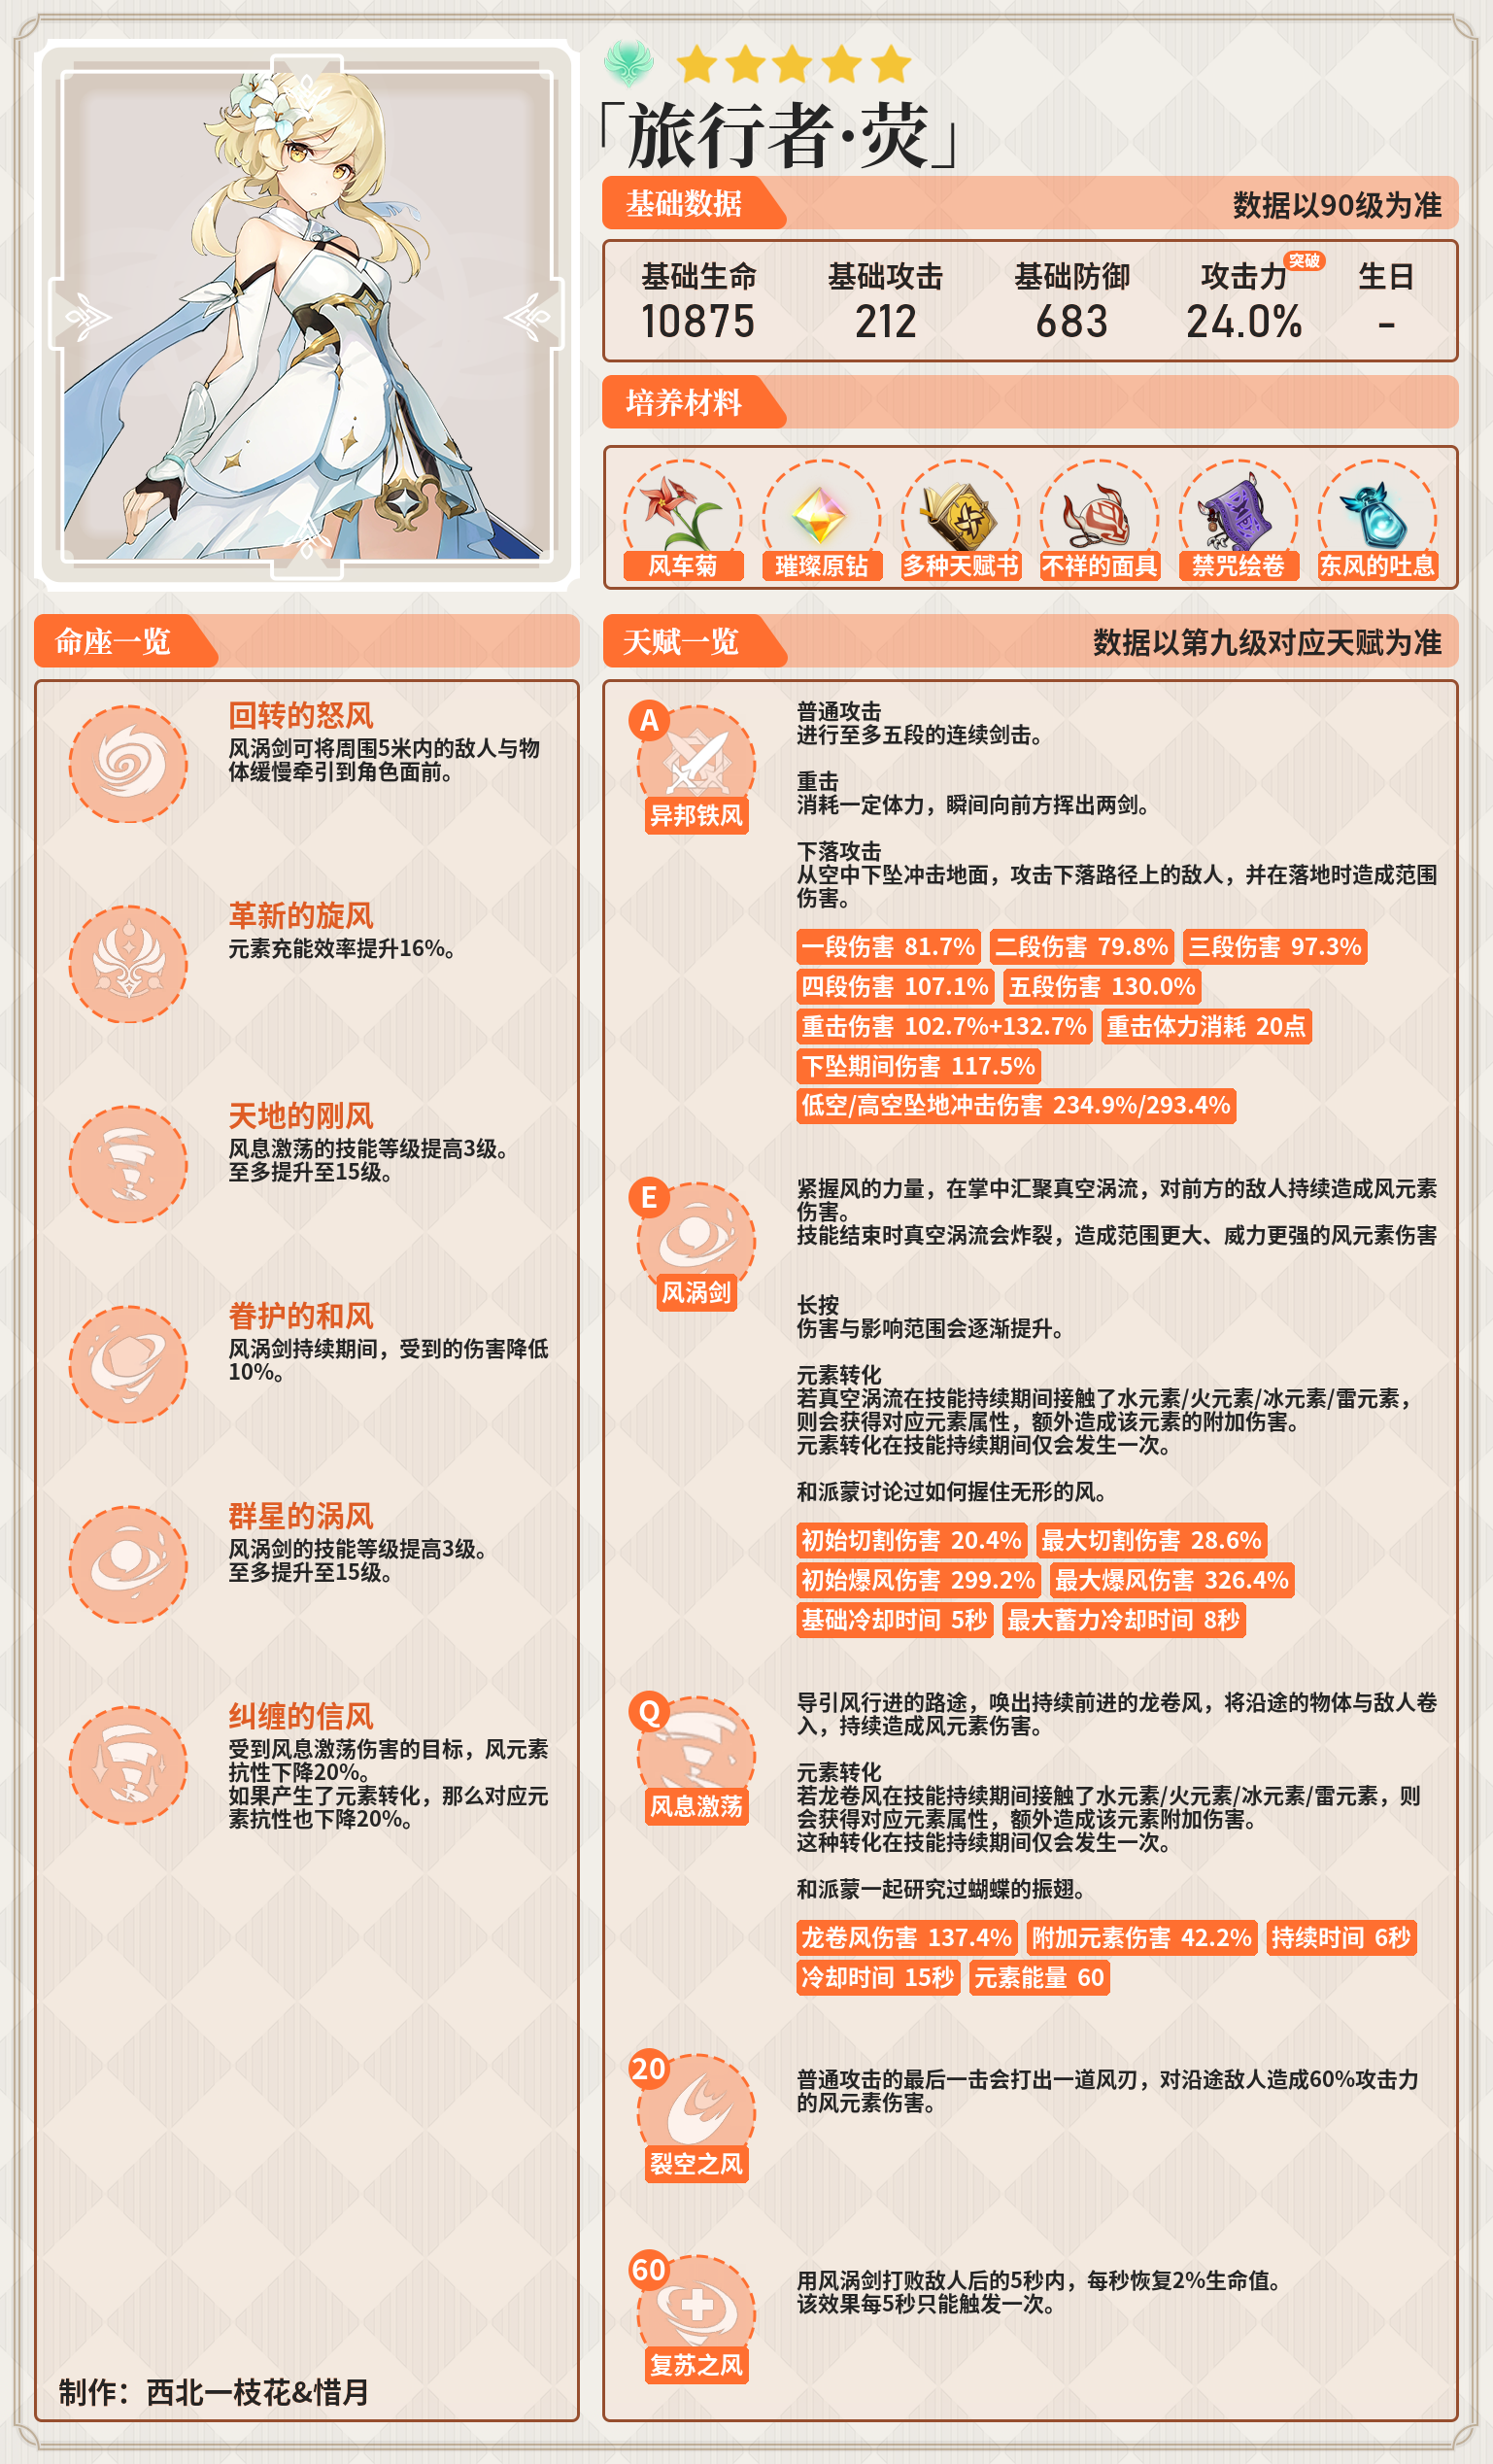 「旅行者·荧」
基础数据
数据以90级为准
基础生命
10875
基础攻击
212
基础防御
683
攻击力
突破
24.0%
生日
-
培养材料
风车菊
璀璨原钻
多种天赋书
不祥的面具
禁咒绘卷
东风的吐息
命座一览
回转的怒风
风涡剑可将周围5米内的敌人与物
体缓慢牵引到角色面前。
革新的旋风
元素充能效率提升16%。
天地的刚风
风息激荡的技能等级提高3级。
至多提升至15级。
眷护的和风
风涡剑持续期间，受到的伤害降低
10%。
群星的涡风
风涡剑的技能等级提高3级。
至多提升至15级。
纠缠的信风
受到风息激荡伤害的目标，风元素
抗性下降20%。
如果产生了元素转化，那么对应元
素抗性也下降20%。
制作：西北一枝花&惜月
天赋一览
数据以第九级对应天赋为准
A
异邦铁风
普通攻击
进行至多五段的连续剑击。
重击
消耗一定体力，瞬间向前方挥出两剑。
下落攻击
从空中下坠冲击地面，攻击下落路径上的敌人，并在落地时造成范围
伤害。
一段伤害 81.7% 二段伤害 79.8% 三段伤害 97.3%
四段伤害 107.1% 五段伤害 130.0%
重击伤害 102.7%+132.7% 重击体力消耗 20点
下坠期间伤害 117.5%
低空/高空坠地冲击伤害 234.9%/293.4%
E
风涡剑
紧握风的力量，在掌中汇聚真空涡流，对前方的敌人持续造成风元素
伤害。
技能结束时真空涡流会炸裂，造成范围更大、威力更强的风元素伤害
长按
伤害与影响范围会逐渐提升。
元素转化
若真空涡流在技能持续期间接触了水元素/火元素/冰元素/雷元素，
则会获得对应元素属性，额外造成该元素的附加伤害。
元素转化在技能持续期间仅会发生一次。
和派蒙讨论过如何握住无形的风。
初始切割伤害 20.4% 最大切割伤害 28.6%
初始爆风伤害 299.2% 最大爆风伤害 326.4%
基础冷却时间 5秒 最大蓄力冷却时间 8秒
Q
风息激荡
导引风行进的路途，唤出持续前进的龙卷风，将沿途的物体与敌人卷
入，持续造成风元素伤害。
元素转化
若龙卷风在技能持续期间接触了水元素/火元素/冰元素/雷元素，则
会获得对应元素属性，额外造成该元素附加伤害。
这种转化在技能持续期间仅会发生一次。
和派蒙一起研究过蝴蝶的振翅。
龙卷风伤害 137.4% 附加元素伤害 42.2% 持续时间 6秒
冷却时间 15秒 元素能量 60
20
裂空之风
普通攻击的最后一击会打出一道风刃，对沿途敌人造成60%攻击力
的风元素伤害。
60
复苏之风
用风涡剑打败敌人后的5秒内，每秒恢复2%生命值。
该效果每5秒只能触发一次。